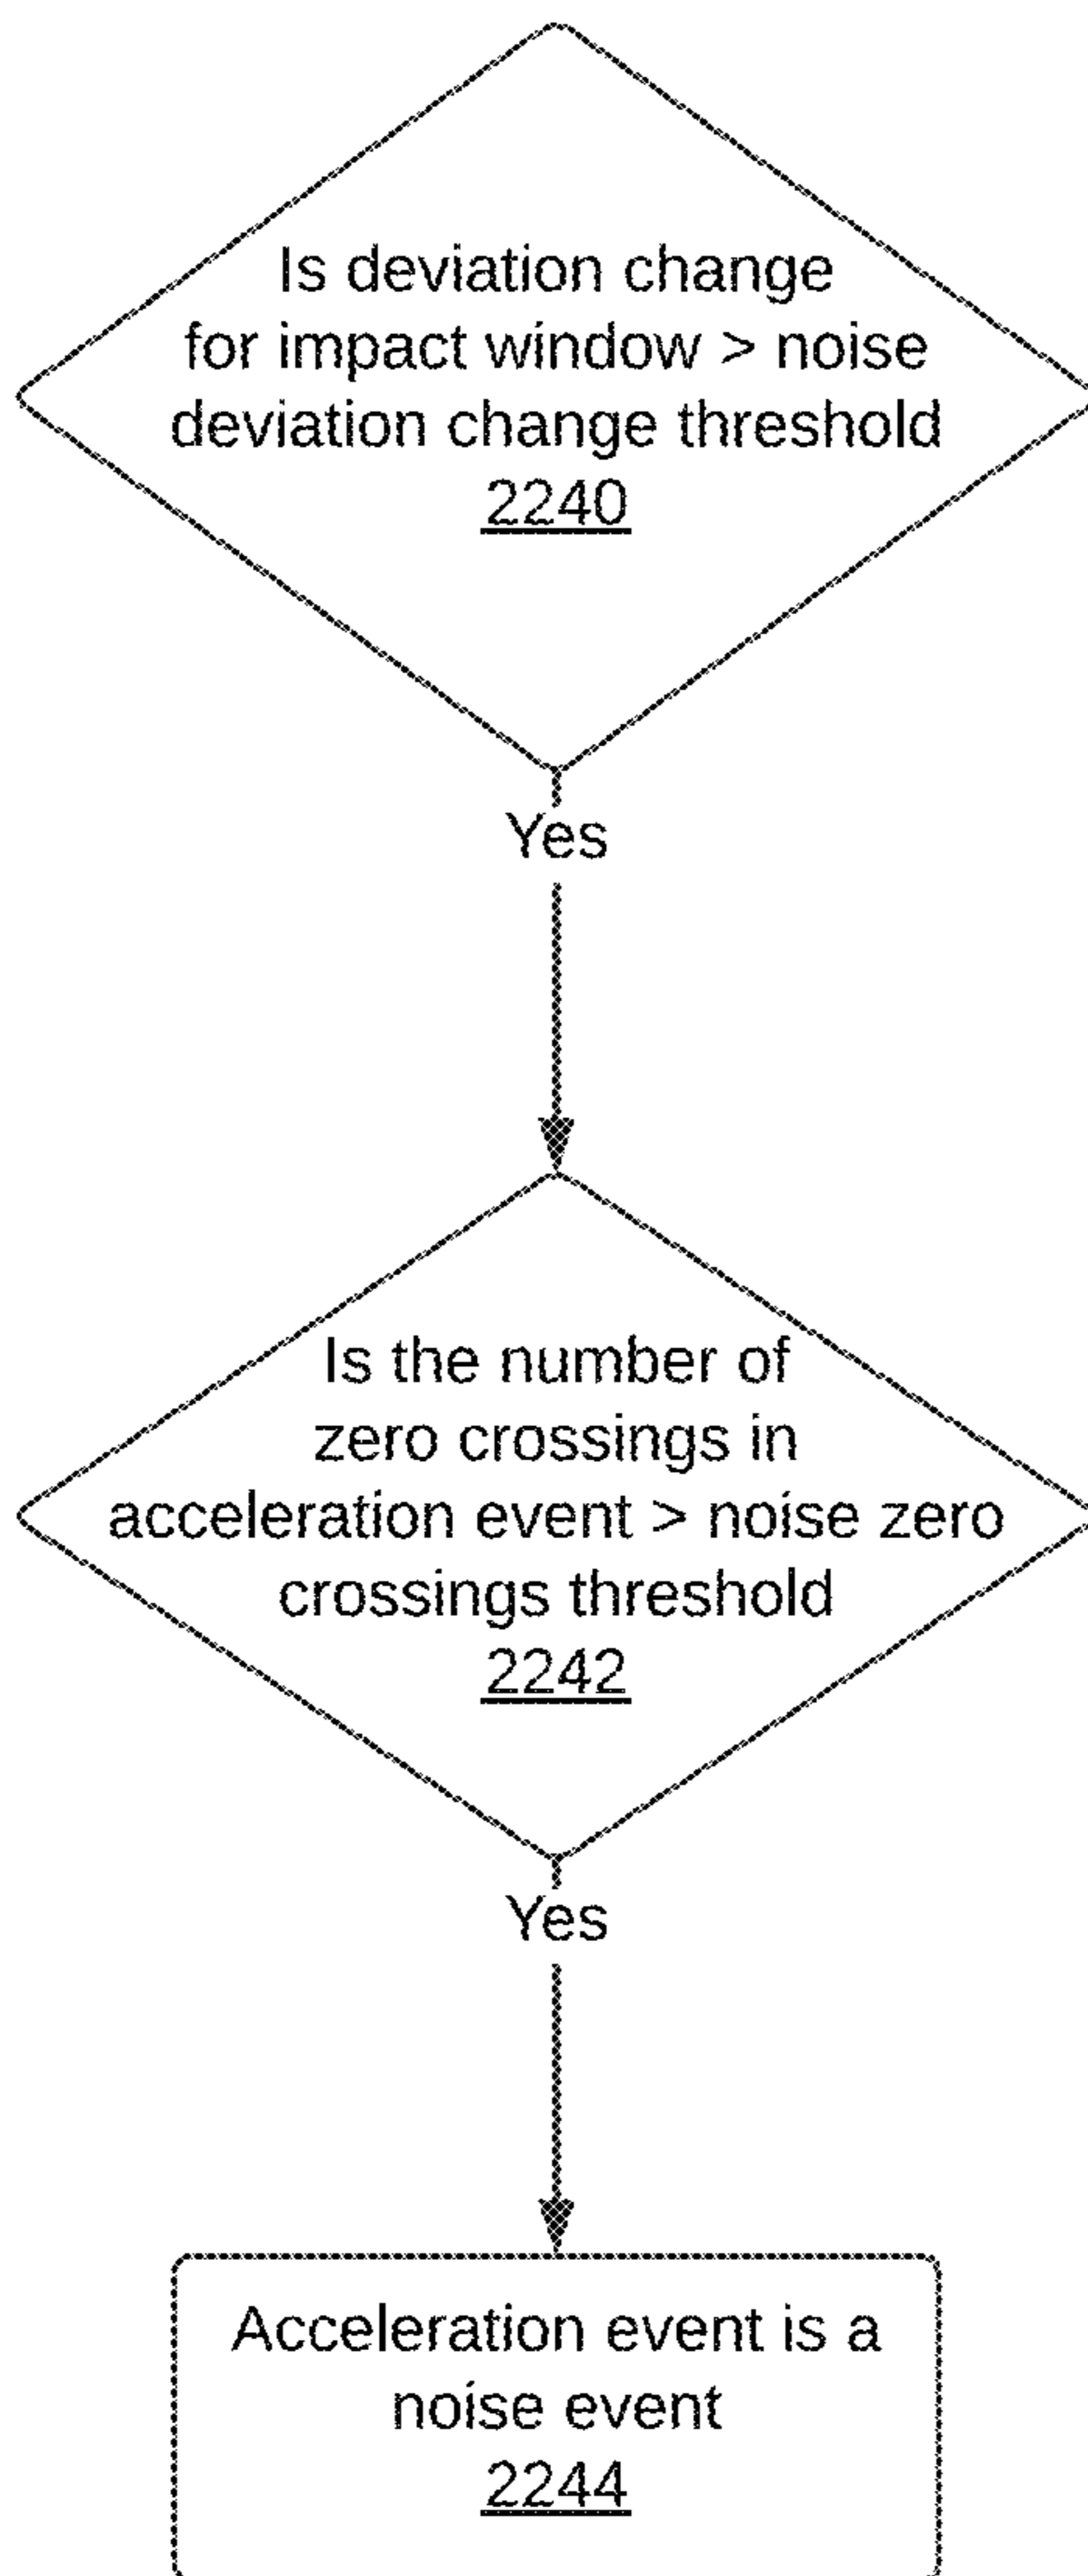 Is deviation change
for impact window > noise
deviation change threshold
2240
Yes
Is the number of
zero crossings in
acceleration event > noise zero
crossings threshold
2242
Yes
Acceleration event is a
noise event
2244